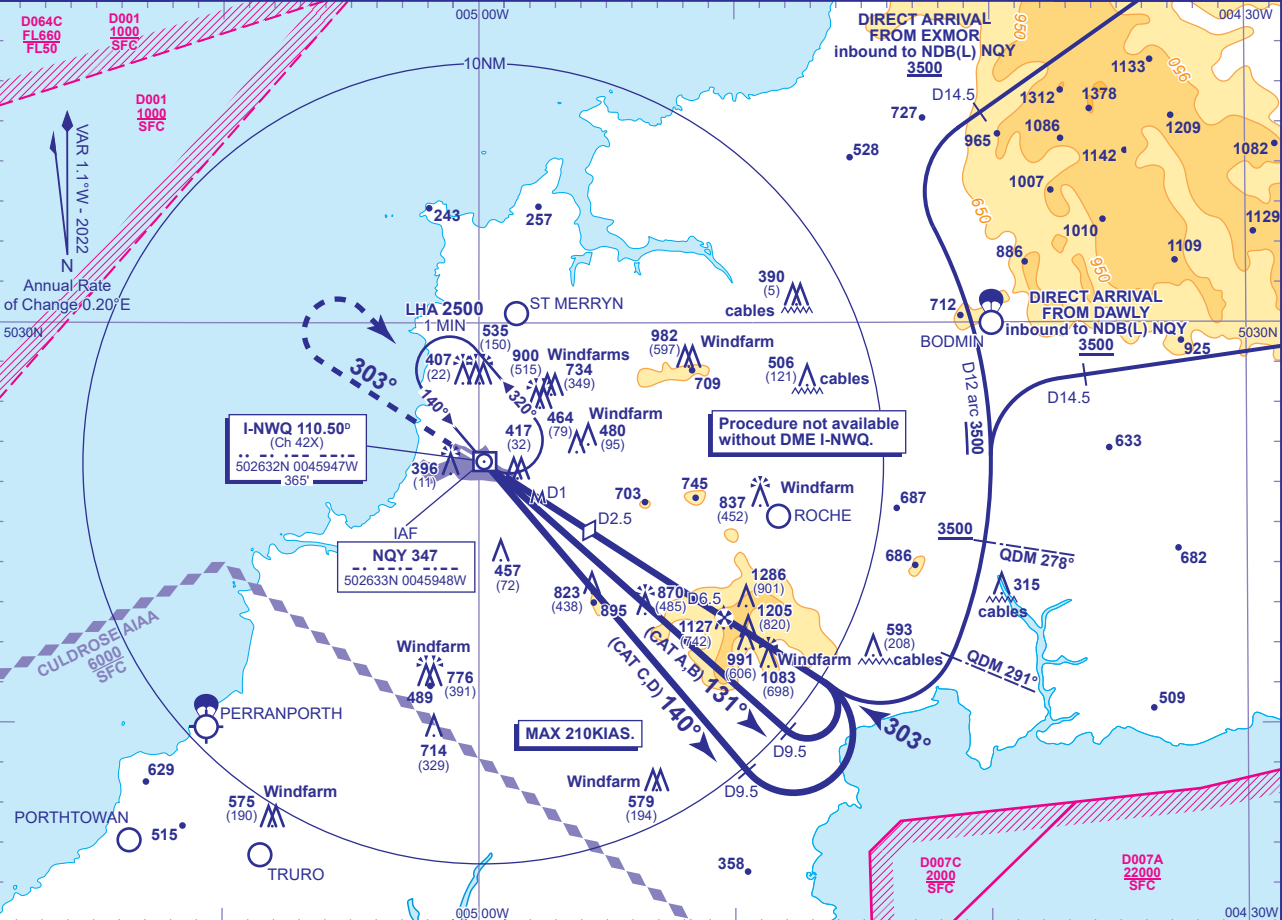 D064C
FL660
FL50
D001
1000
SFC
005 00W
DIRECT ARRIVAL
FROM EXMOR
inbound to NDB(L) NQY
3500
004 30W
950
950
10NM
D001
1000
SFC
VAR 1.1°W - 2022
N
Annual Rate
of Change 0.20°E
5030N
1133
D14.5
1312
1378
727
965
1086
1209
1142
1082
528
1007
650
1010
1129
243
257
886
1109
950
390
(5)
cables
712
DIRECT ARRIVAL
FROM DAWLY
inbound to NDB(L) NQY
3500
5030N
BODMIN
925
LHA 2500
1 MIN
ST MERRYN
535
(150)
407
(22)
900
(515)
Windfarms
734
(349)
982
(597)
Windfarm
709
506
(121)
cables
D14.5
D12 arc 3500
303°
140°
320°
464
(79)
Windfarm
480
(95)
417
(32)
Procedure not available
without DME I-NWQ.
633
I-NWQ 110.50D
(Ch 42X)
502632N 0045947W
365'
396
(11)
D1
703
745
837
(452)
Windfarm
ROCHE
687
D2.5
IAF
NQY 347
502633N 0045948W
3500
QDM 278°
682
686
457
(72)
823
(438)
895
870
(485)
D6.5
1286
(901)
1205
(820)
1127
(742)
991
(606)
Windfarm
1083
(698)
315
cables
593
(208)
cables
QDM 291°
CULDROSE AIAA
6000
SFC
Windfarm
776
(391)
489
(CAT A,B) 131°
(CAT C,D) 140°
509
303°
PERRANPORTH
714
(329)
MAX 210KIAS.
D9.5
D9.5
629
575
(190)
Windfarm
Windfarm
579
(194)
PORTHTOWAN
515
TRURO
358
D007C
2000
SFC
D007A
22000
SFC
005 00W
004 30W